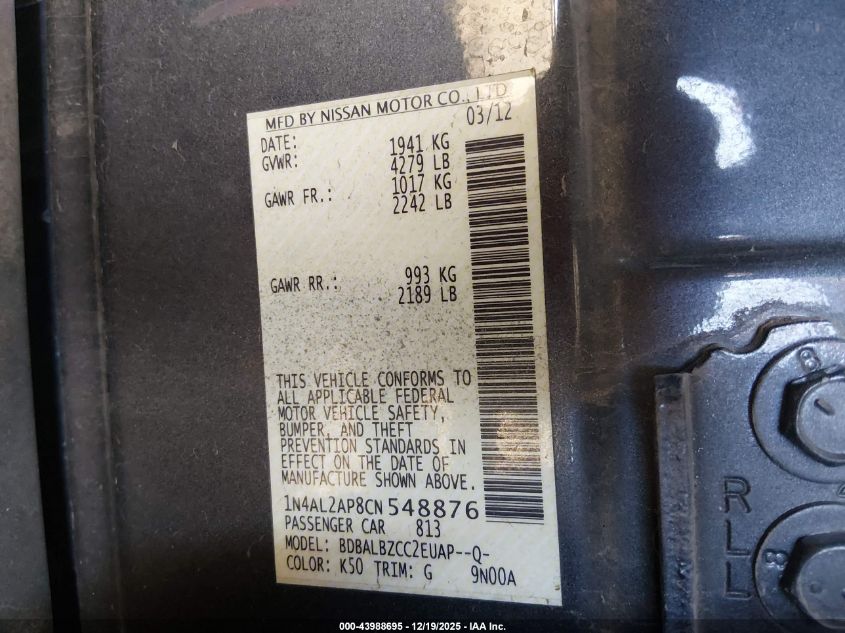 MFD BY NISSAN MOTOR CO., LTD
DATE: 03/12
GVWR: 1941 KG
4279 LB
GAWR FR.: 1017 KG
2242 LB
GAWR RR.: 993 KG
2189 LB
THIS VEHICLE CONFORMS TO
ALL APPLICABLE FEDERAL
MOTOR VEHICLE SAFETY,
BUMPER, AND THEFT
PREVENTION STANDARDS IN
EFFECT ON THE DATE OF
MANUFACTURE SHOWN ABOVE.
1N4AL2AP8CN548876
PASSENGER CAR 813
MODEL: BDBALBZCC2EUAP--Q-
COLOR: K50 TRIM: G 9N00A
8
RLL
8
000-43988695 - 12/19/2025 - IAA Inc.